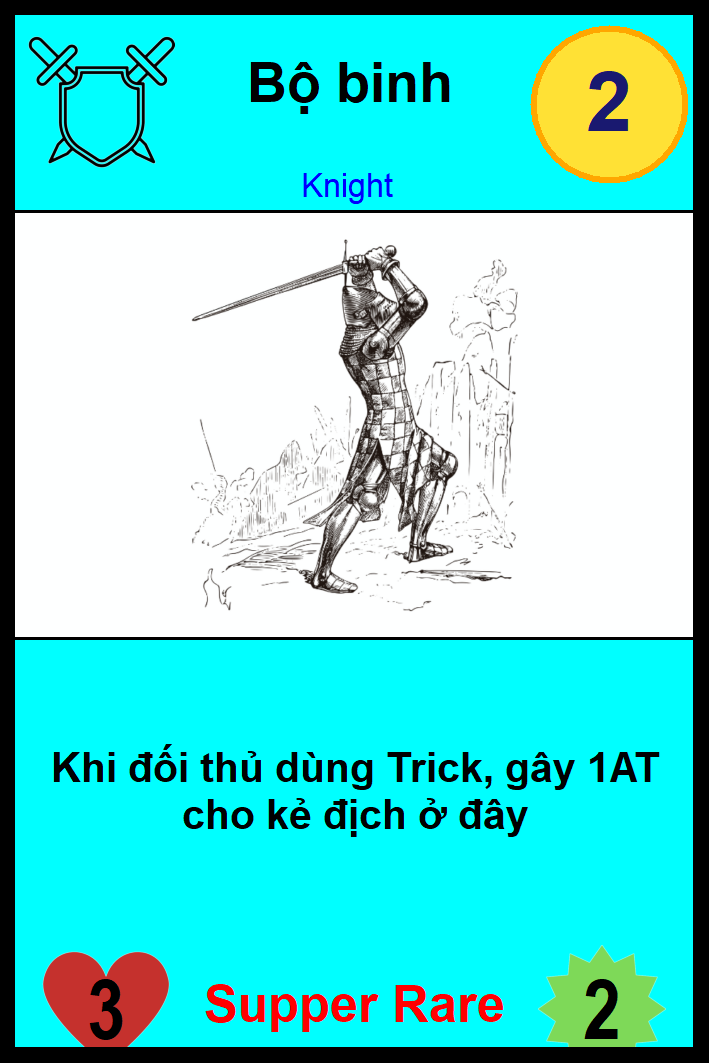 Bộ binh
2
Knight
Khi đối thủ dùng Trick, gây 1AT
cho kẻ địch ở đây
3
Supper Rare
2